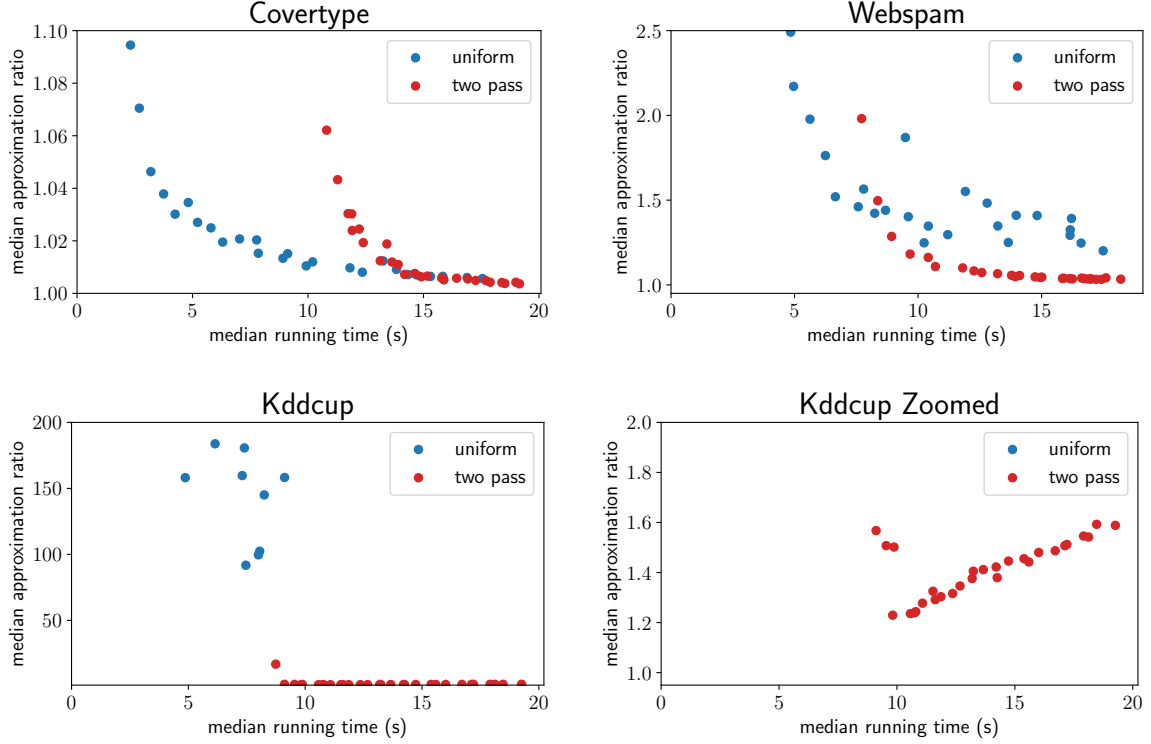 Covertype
median approximation ratio
1.10
1.08
1.06
1.04
1.02
1.00
uniform
two pass
0
5
10
15
20
median running time (s)
Webspam
median approximation ratio
2.5
2.0
1.5
1.0
uniform
two pass
5
10
15
median running time (s)
Kddcup
median approximation ratio
200
150
100
50
uniform
two pass
0
5
10
15
20
median running time (s)
Kddcup Zoomed
median approximation ratio
2.0
1.8
1.6
1.4
1.2
1.0
uniform
two pass
0
5
10
15
20
median running time (s)